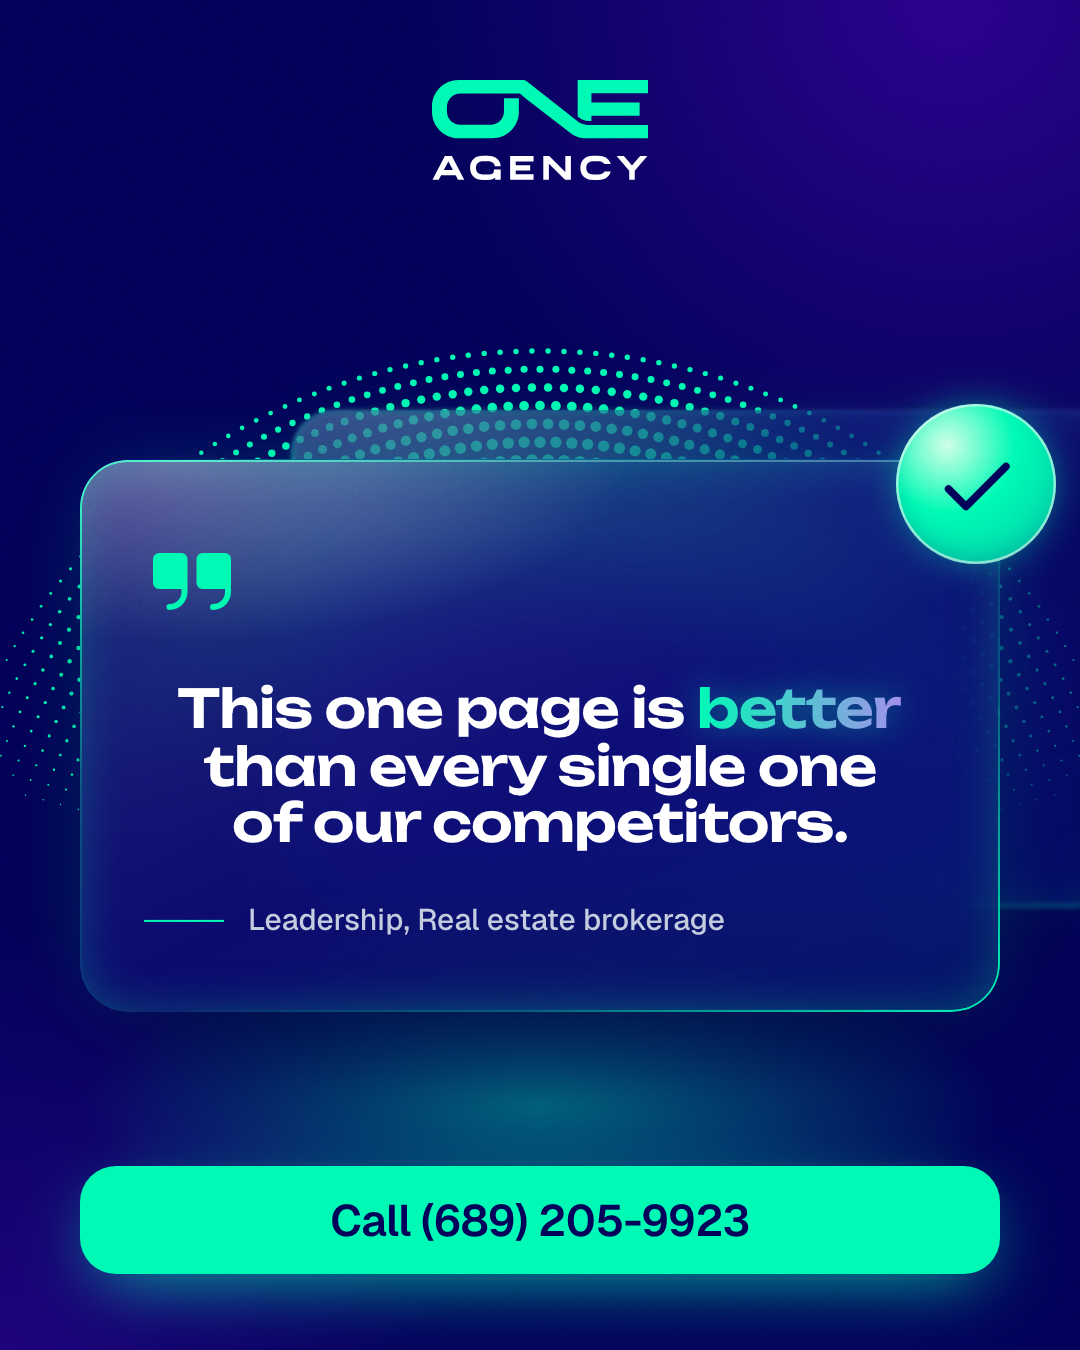 ONE
AGENCY
This one page is better
than every single one
of our competitors.
Leadership, Real estate brokerage
Call (689) 205-9923